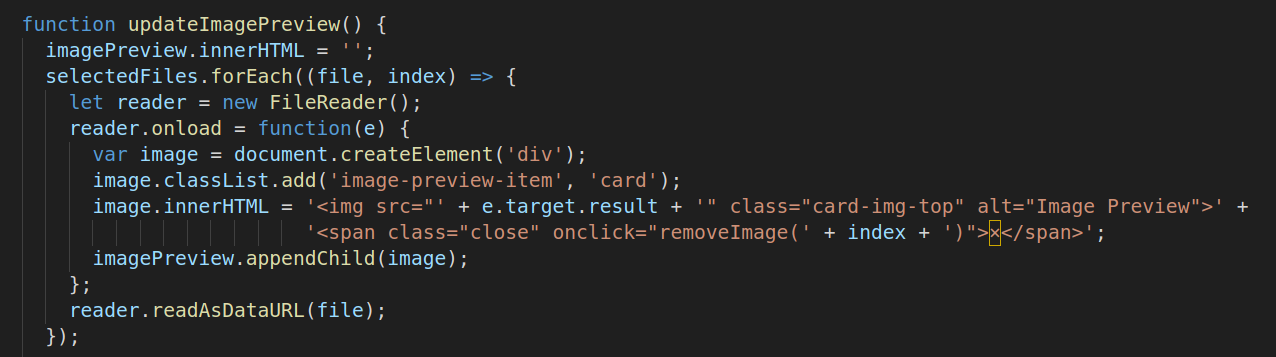 function updateImagePreview() {
  imagePreview.innerHTML = '';
  selectedFiles.forEach((file, index) => {
    let reader = new FileReader();
    reader.onload = function(e) {
      var image = document.createElement('div');
      image.classList.add('image-preview-item', 'card');
      image.innerHTML = '<img src="' + e.target.result + '" class="card-img-top" alt="Image Preview">' +
                        '<span class="close" onclick="removeImage(' + index + ')">×</span>';
      imagePreview.appendChild(image);
    };
    reader.readAsDataURL(file);
  });